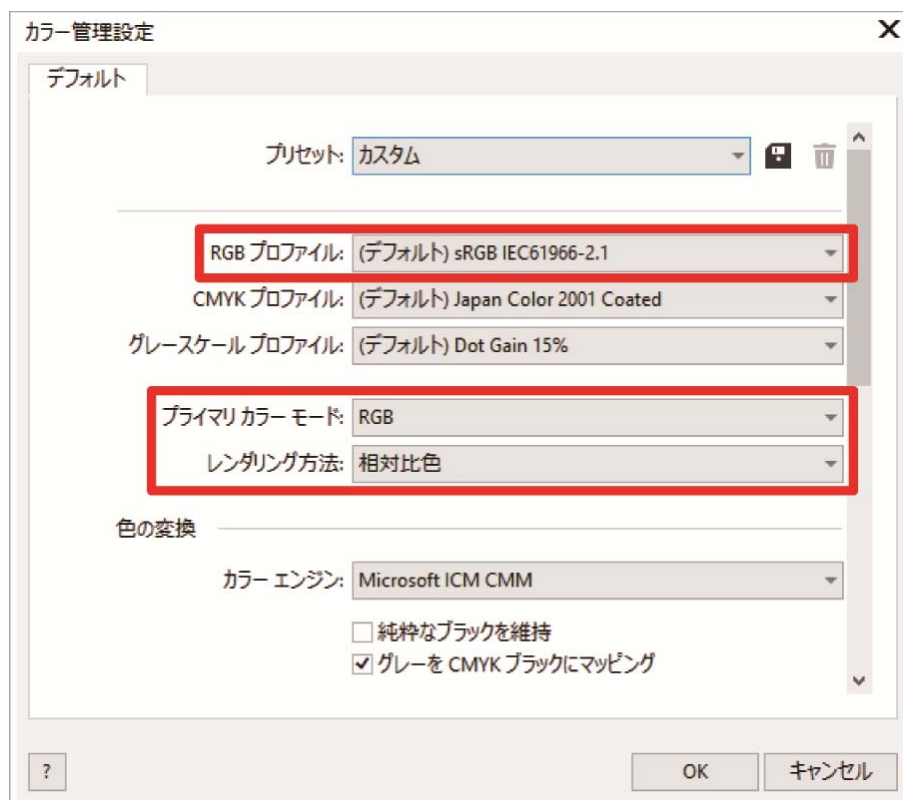 カラー管理設定
デフォルト
プリセット: カスタム
RGB プロファイル: (デフォルト) sRGB IEC61966-2.1
CMYK プロファイル: (デフォルト) Japan Color 2001 Coated
グレースケール プロファイル: (デフォルト) Dot Gain 15%
プライマリ カラー モード: RGB
レンダリング方法: 相対比色
色の変換
カラー エンジン: Microsoft ICM CMM
純粋なブラックを維持
グレーを CMYK ブラックにマッピング
? OK キャンセル